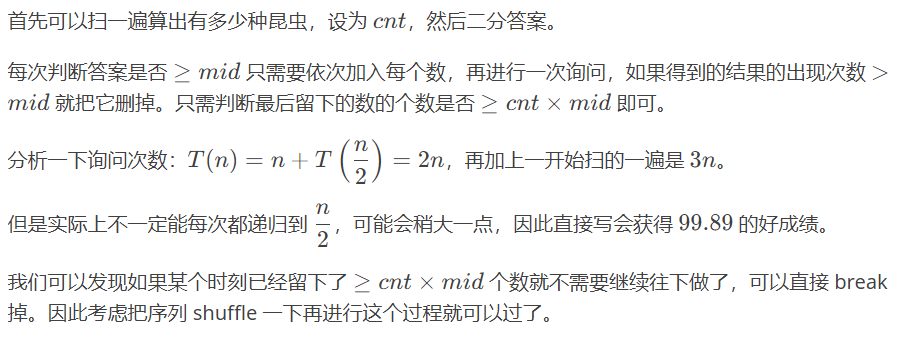 首先可以扫一遍算出有多少种昆虫，设为 cnt，然后二分答案。
每次判断答案是否 ≥ mid 只需要依次加入每个数，再进行一次询问，如果得到的结果的出现次数 >
mid 就把它删掉。只需判断最后留下的数的个数是否 ≥ cnt × mid 即可。
分析一下询问次数：T(n) = n + T(n/2) = 2n，再加上一开始扫的一遍是 3n。
但是实际上不一定能每次都递归到 n/2，可能会稍大一点，因此直接写会获得 99.89 的好成绩。
我们可以发现如果某个时刻已经留下了 ≥ cnt × mid 个数就不需要继续往下做了，可以直接 break
掉。因此考虑把序列 shuffle 一下再进行这个过程就可以过了。